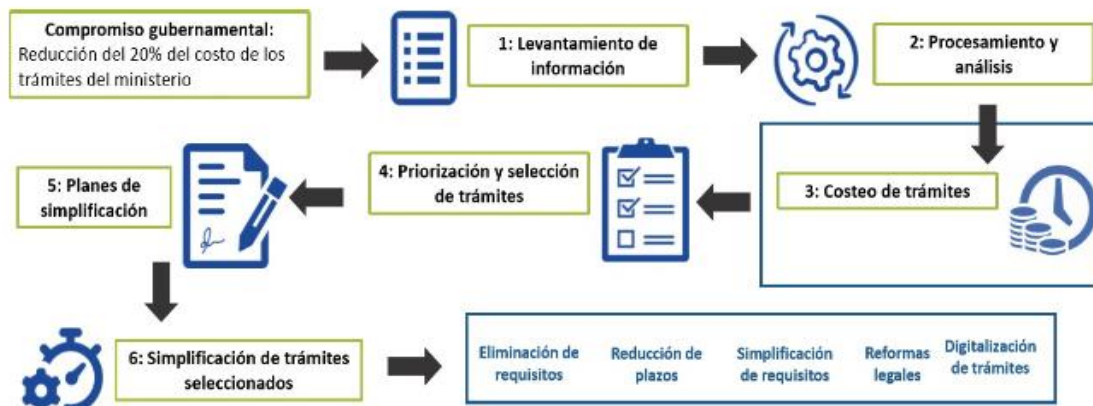 Compromiso gubernamental:
Reducción del 20% del costo de los
trámites del ministerio
1: Levantamiento de
información
2: Procesamiento y
análisis
3: Costeo de trámites
4: Priorización y selección
de trámites
5: Planes de
simplificación
6: Simplificación de trámites
seleccionados
Eliminación de
requisitos
Reducción de
plazos
Simplificación
de requisitos
Reformas
legales
Digitalización
de trámites